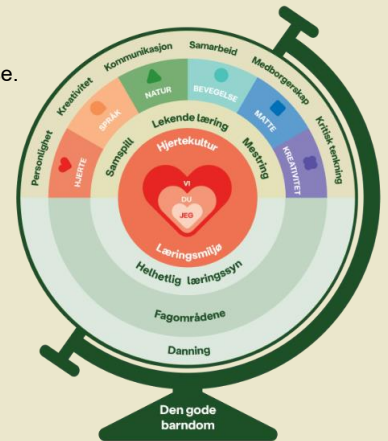 e.
Personlighet
Kreativitet
Kommunikasjon
Samarbeid
Medborgerskap
Kritisk tenkning
HJERTE
SPRÅK
NATUR
BEVEGELSE
MATTE
KREATIVITET
Samspill
Lekende læring
Mestring
Hjertekultur
VI
DU
JEG
Læringsmiljø
Helhetlig læringssyn
Fagområdene
Danning
Den gode
barndom